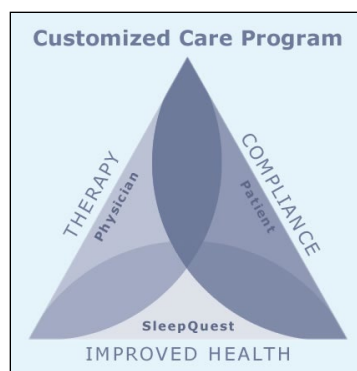 Customized Care Program
THERAPY
Physician
COMPLIANCE
Patient
SleepQuest
IMPROVED HEALTH